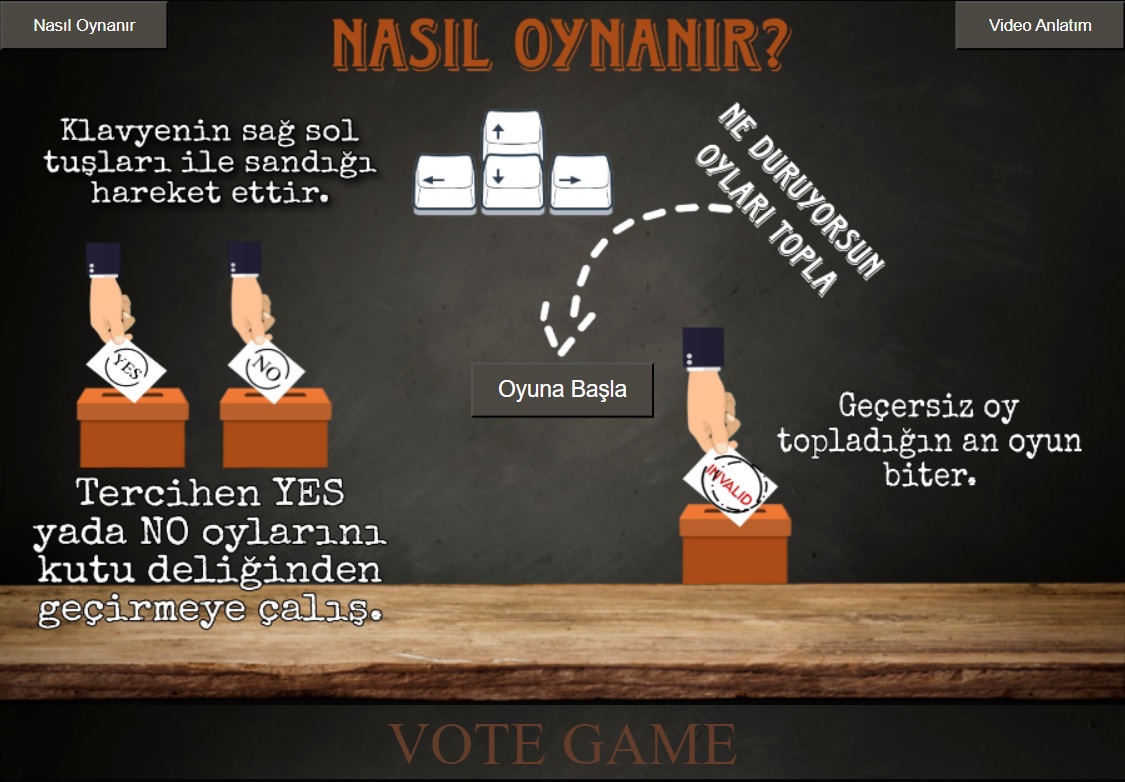 Nasıl Oynanır
NASIL OYNANIR?
Video Anlatım
Klavyenin sağ sol
tuşları ile sandığı
hareket ettir.
NE DURUYORSUN
OYLARI TOPLA
YES
NO
Oyuna Başla
INVALID
Geçersiz oy
topladığın an oyun
biter.
Tercihen YES
yada NO oylarını
kutu deliğinden
geçirmeye çalış.
VOTE GAME